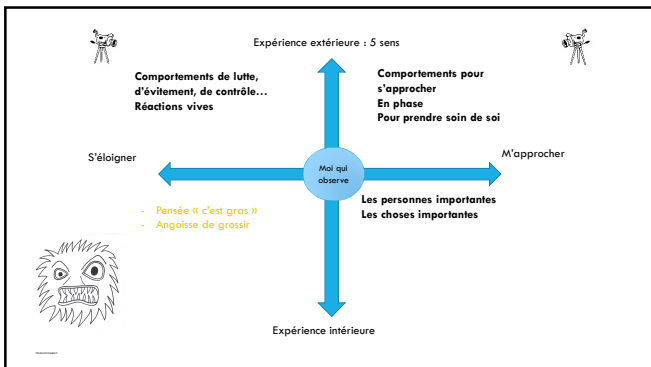 Expérience extérieure : 5 sens
Comportements de lutte,
d'évitement, de contrôle...
Réactions vives
Comportements pour
s'approcher
En phase
Pour prendre soin de soi
S'éloigner
Moi qui
observe
M'approcher
- Pensée « c'est gras »
- Angoisse de grossir
Les personnes importantes
Les choses importantes
Expérience intérieure